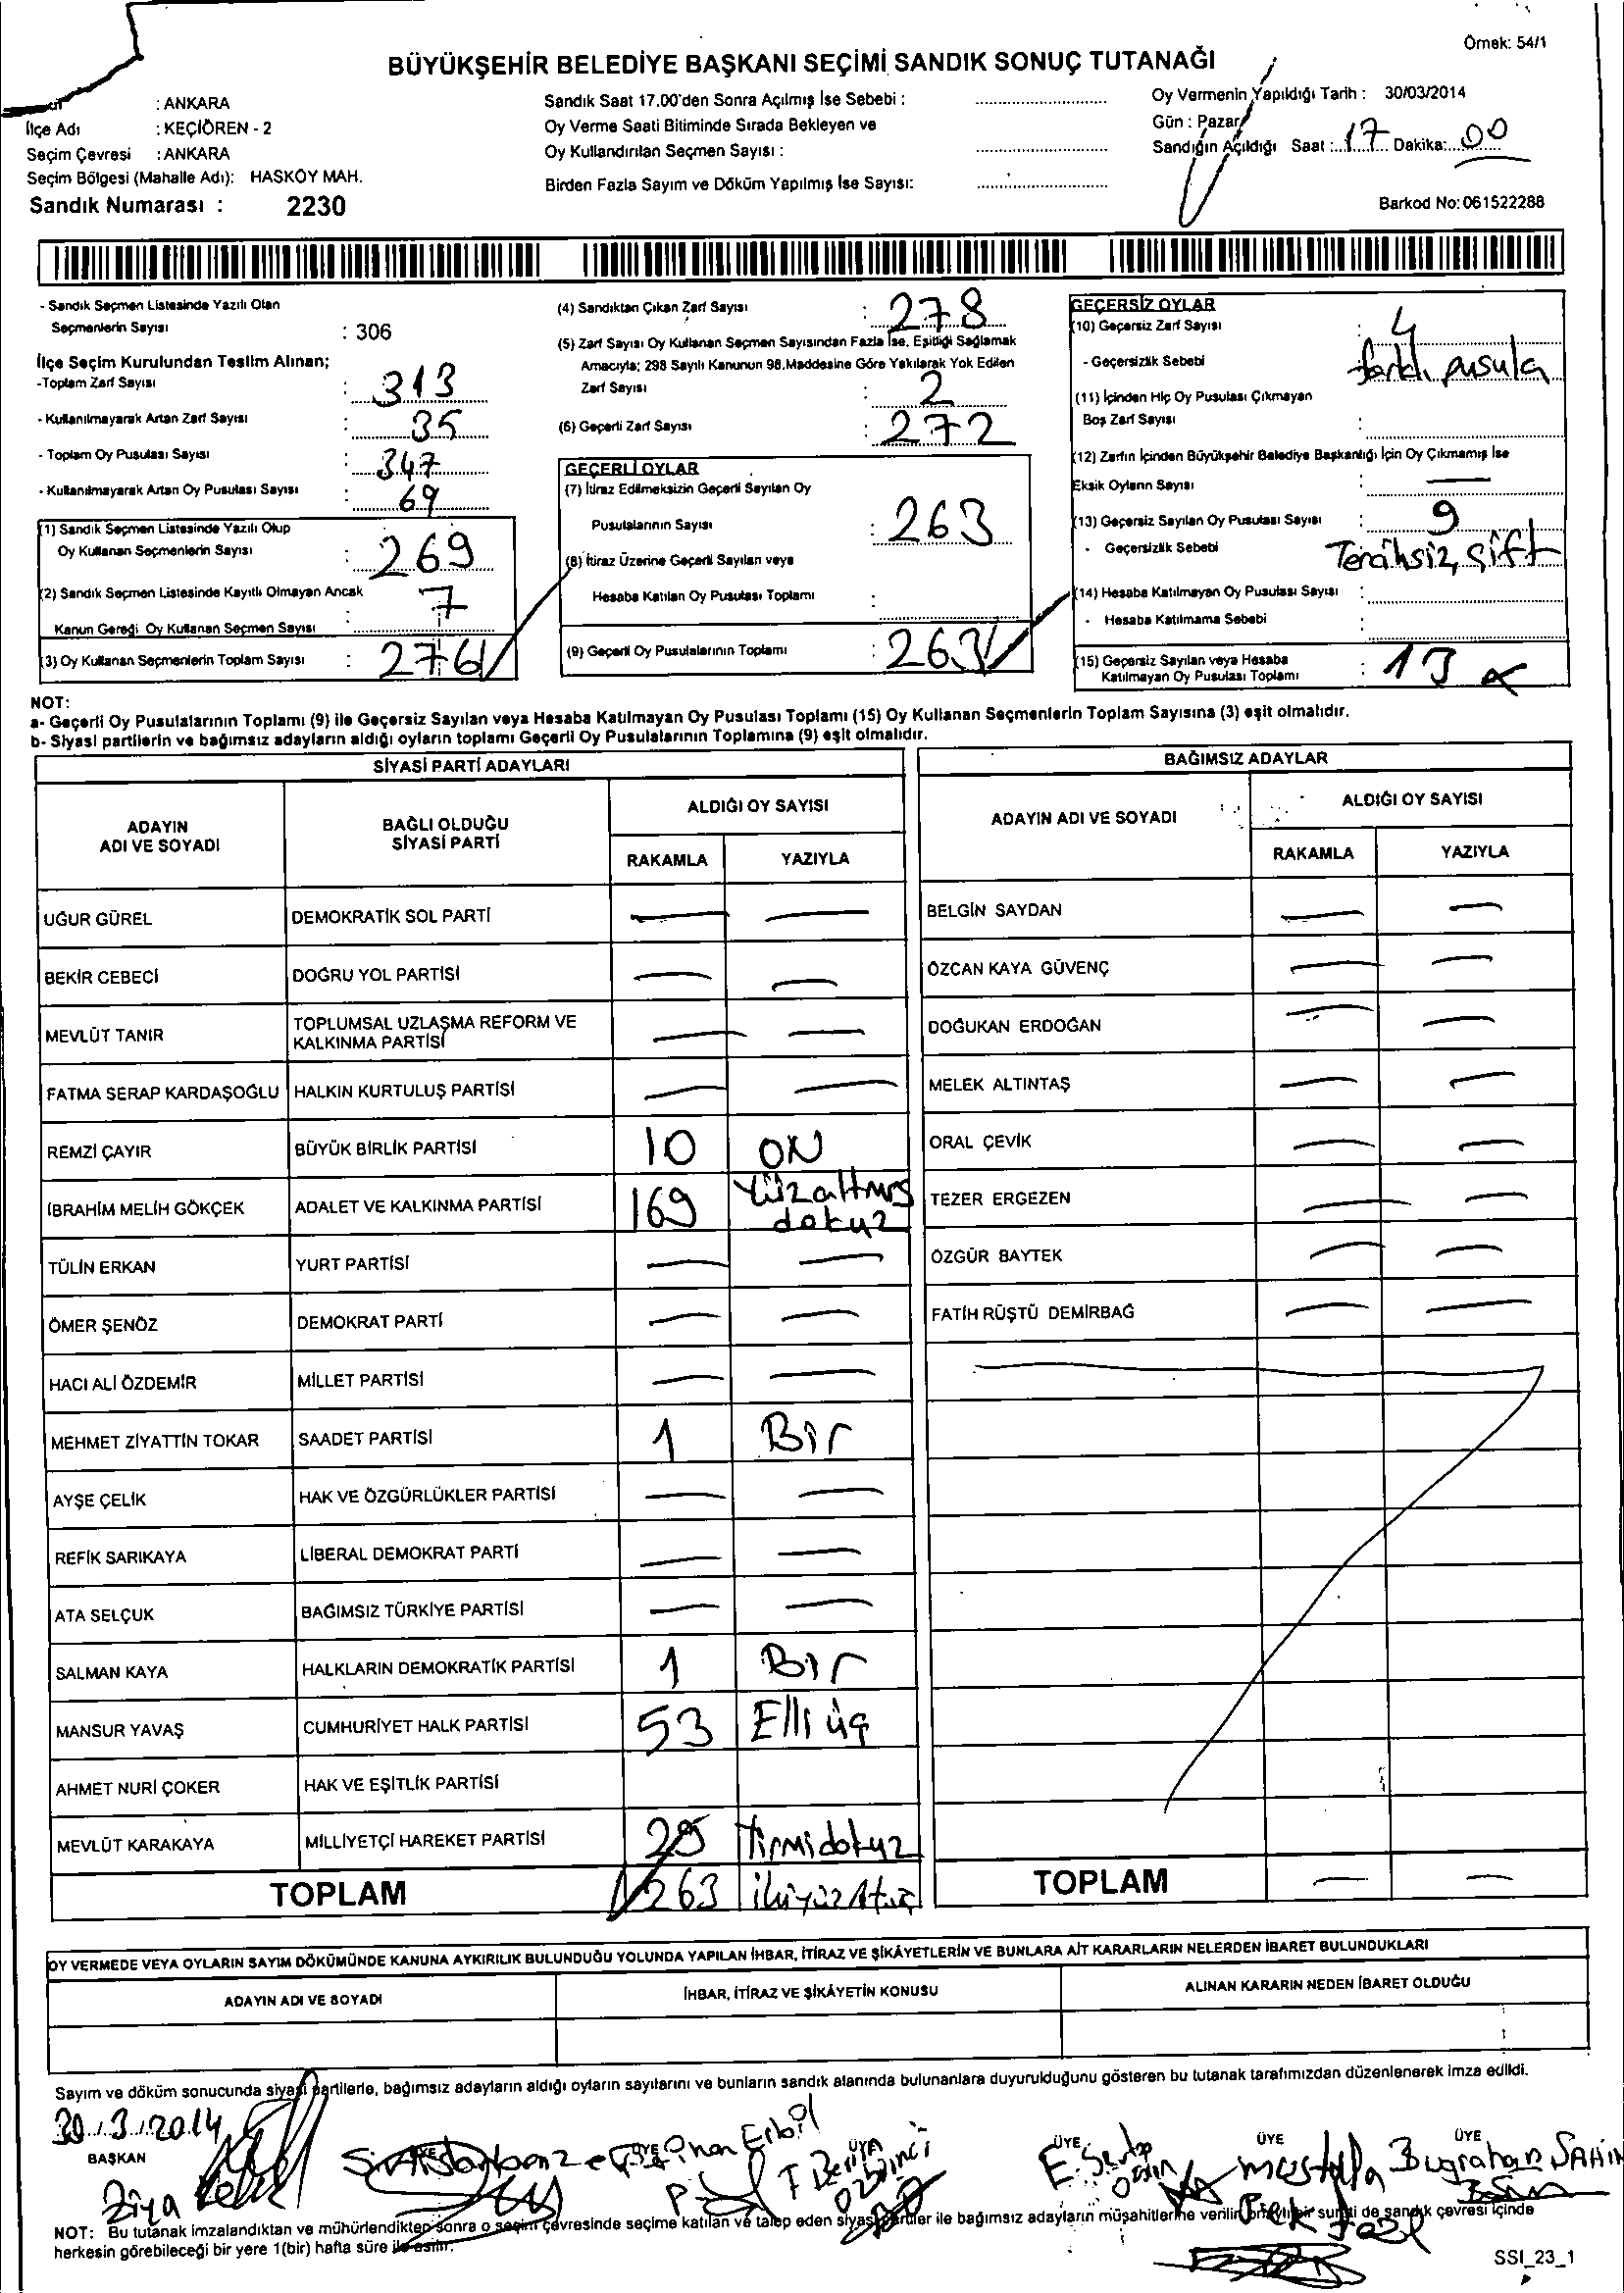 Örnek: 54/1
BÜYÜKŞEHİR BELEDİYE BAŞKANI SEÇİMİ SANDIK SONUÇ TUTANAĞI
: ANKARA
İlçe Adı : KEÇİÖREN - 2
Seçim Çevresi : ANKARA
Seçim Bölgesi (Mahalle Adı): HASKÖY MAH.
Sandık Numarası : 2230
Sandık Saat 17.00'den Sonra Açılmış İse Sebebi :
Oy Verme Saati Bitiminde Sırada Bekleyen ve
Oy Kullandırılan Seçmen Sayısı :
Birden Fazla Sayım ve Döküm Yapılmış İse Sayısı:
Oy Vermenin Yapıldığı Tarih : 30/03/2014
Gün : Pazar
Sandığın Açıldığı Saat : 17 Dakika: 00
Barkod No: 061522288
- Sandık Seçmen Listesinde Yazılı Olan
Seçmenlerin Sayısı : 306
İlçe Seçim Kurulundan Teslim Alınan;
-Toplam Zarf Sayısı : 313
- Kullanılmayarak Artan Zarf Sayısı : 35
- Toplam Oy Pusulası Sayısı : 347
- Kullanılmayarak Artan Oy Pusulası Sayısı : 69
(1) Sandık Seçmen Listesinde Yazılı Olup
Oy Kullanan Seçmenlerin Sayısı : 269
(2) Sandık Seçmen Listesinde Kayıtlı Olmayan Ancak
Kanun Gereği Oy Kullanan Seçmen Sayısı : 7
(3) Oy Kullanan Seçmenlerin Toplam Sayısı : 276
(4) Sandıktan Çıkan Zarf Sayısı : 278
(5) Zarf Sayısı Oy Kullanan Seçmen Sayısından Fazla İse, Eşitliği Sağlamak
Amacıyla; 298 Sayılı Kanunun 98.Maddesine Göre Yakılarak Yok Edilen
Zarf Sayısı : 2
(6) Geçerli Zarf Sayısı : 272
GEÇERLİ OYLAR
(7) İtiraz Edilmeksizin Geçerli Sayılan Oy
Pusulalarının Sayısı : 263
(8) İtiraz Üzerine Geçerli Sayılan veya
Hesaba Katılan Oy Pusulası Toplamı :
(9) Geçerli Oy Pusulalarının Toplamı : 263
GEÇERSİZ OYLAR
(10) Geçersiz Zarf Sayısı : 4
- Geçersizlik Sebebi farklı pusula
(11) İçinden Hiç Oy Pusulası Çıkmayan
Boş Zarf Sayısı :
(12) Zarfın İçinden Büyükşehir Belediye Başkanlığı İçin Oy Çıkmamış İse
Eksik Oyların Sayısı : —
(13) Geçersiz Sayılan Oy Pusulası Sayısı : 9
- Geçersizlik Sebebi Tercihsiz, çift
(14) Hesaba Katılmayan Oy Pusulası Sayısı :
- Hesaba Katılmama Sebebi :
(15) Geçersiz Sayılan veya Hesaba
Katılmayan Oy Pusulası Toplamı : 13
NOT:
a- Geçerli Oy Pusulalarının Toplamı (9) ile Geçersiz Sayılan veya Hesaba Katılmayan Oy Pusulası Toplamı (15) Oy Kullanan Seçmenlerin Toplam Sayısına (3) eşit olmalıdır.
b- Siyasi partilerin ve bağımsız adayların aldığı oyların toplamı Geçerli Oy Pusulalarının Toplamına (9) eşit olmalıdır.
SİYASİ PARTİ ADAYLARI
ADAYIN ADI VE SOYADI BAĞLI OLDUĞU SİYASİ PARTİ ALDIĞI OY SAYISI
RAKAMLA YAZIYLA
UĞUR GÜREL DEMOKRATİK SOL PARTİ — —
BEKİR CEBECİ DOĞRU YOL PARTİSİ — —
MEVLÜT TANIR TOPLUMSAL UZLAŞMA REFORM VE KALKINMA PARTİSİ — —
FATMA SERAP KARDAŞOĞLU HALKIN KURTULUŞ PARTİSİ — —
REMZİ ÇAYIR BÜYÜK BİRLİK PARTİSİ 10 ON
İBRAHİM MELİH GÖKÇEK ADALET VE KALKINMA PARTİSİ 169 Yüzaltmış dokuz
TÜLİN ERKAN YURT PARTİSİ — —
ÖMER ŞENÖZ DEMOKRAT PARTİ — —
HACI ALİ ÖZDEMİR MİLLET PARTİSİ — —
MEHMET ZİYATTİN TOKAR SAADET PARTİSİ 1 Bir
AYŞE ÇELİK HAK VE ÖZGÜRLÜKLER PARTİSİ — —
REFİK SARIKAYA LİBERAL DEMOKRAT PARTİ — —
ATA SELÇUK BAĞIMSIZ TÜRKİYE PARTİSİ — —
SALMAN KAYA HALKLARIN DEMOKRATİK PARTİSİ 1 Bir
MANSUR YAVAŞ CUMHURİYET HALK PARTİSİ 53 Elli üç
AHMET NURİ ÇOKER HAK VE EŞİTLİK PARTİSİ
MEVLÜT KARAKAYA MİLLİYETÇİ HAREKET PARTİSİ 29 Yirmidokuz
TOPLAM 263
BAĞIMSIZ ADAYLAR
ADAYIN ADI VE SOYADI ALDIĞI OY SAYISI
RAKAMLA YAZIYLA
BELGİN SAYDAN — —
ÖZCAN KAYA GÜVENÇ — —
DOĞUKAN ERDOĞAN — —
MELEK ALTINTAŞ — —
ORAL ÇEVİK — —
TEZER ERGEZEN — —
ÖZGÜR BAYTEK — —
FATİH RÜŞTÜ DEMİRBAĞ — —
TOPLAM — —
OY VERMEDE VEYA OYLARIN SAYIM DÖKÜMÜNDE KANUNA AYKIRILIK BULUNDUĞU YOLUNDA YAPILAN İHBAR, İTİRAZ VE ŞİKÂYETLERİN VE BUNLARA AİT KARARLARIN NELERDEN İBARET BULUNDUKLARI
ADAYIN ADI VE SOYADI İHBAR, İTİRAZ VE ŞİKÂYETİN KONUSU ALINAN KARARIN NEDEN İBARET OLDUĞU
Sayım ve döküm sonucunda siyasi partilerle, bağımsız adayların aldığı oyların sayılarını ve bunların sandık alanında bulunanlara duyurulduğunu gösteren bu tutanak tarafımızdan düzenlenerek imza edildi.
30.3.2014
BAŞKAN ÜYE ÜYE ÜYE ÜYE ÜYE
Ziya
Erbil
Mustafa
Buğrahan ŞAHİN
NOT: Bu tutanak imzalandıktan ve mühürlendikten sonra o seçim çevresinde seçime katılan ve talep eden siyasi partiler ile bağımsız adayların müşahitlerine verilir, onaylı bir sureti de sandık çevresi içinde
herkesin görebileceği bir yere 1(bir) hafta süre ile asılır.
SSI_23_1